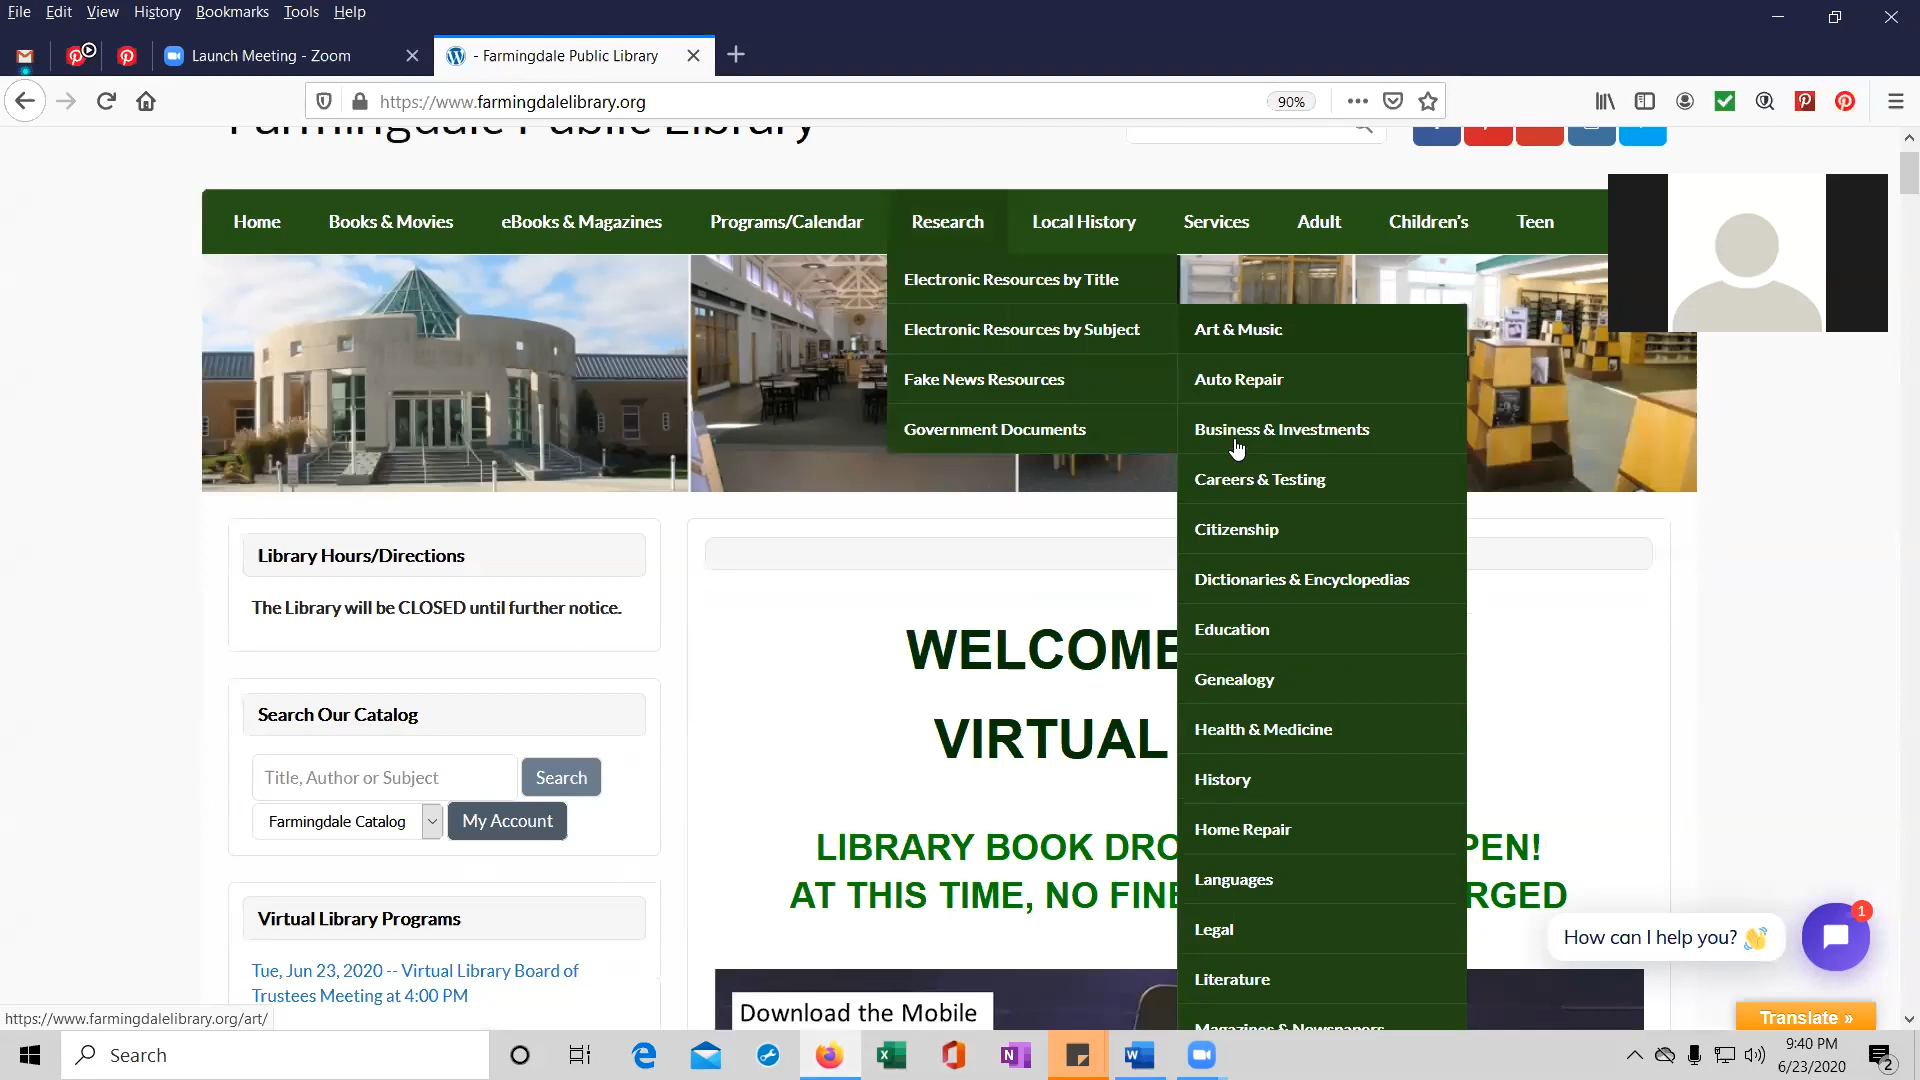 File Edit View History Bookmarks Tools Help
Launch Meeting - Zoom
- Farmingdale Public Library
https://www.farmingdalelibrary.org
90%
Farmingdale Public Library
Home Books & Movies eBooks & Magazines Programs/Calendar Research Local History Services Adult Children's Teen
Electronic Resources by Title
Electronic Resources by Subject
Fake News Resources
Government Documents
Art & Music
Auto Repair
Business & Investments
Careers & Testing
Citizenship
Dictionaries & Encyclopedias
Education
Genealogy
Health & Medicine
History
Home Repair
Languages
Legal
Literature
Magazines & Newspapers
Library Hours/Directions
The Library will be CLOSED until further notice.
Search Our Catalog
Title, Author or Subject Search
Farmingdale Catalog My Account
Virtual Library Programs
Tue, Jun 23, 2020 -- Virtual Library Board of
Trustees Meeting at 4:00 PM
WELCOME
VIRTUAL
LIBRARY BOOK DRO PEN!
AT THIS TIME, NO FINE RGED
Download the Mobile
How can I help you? 👋
1
Translate »
https://www.farmingdalelibrary.org/art/
Search
9:40 PM
6/23/2020
2